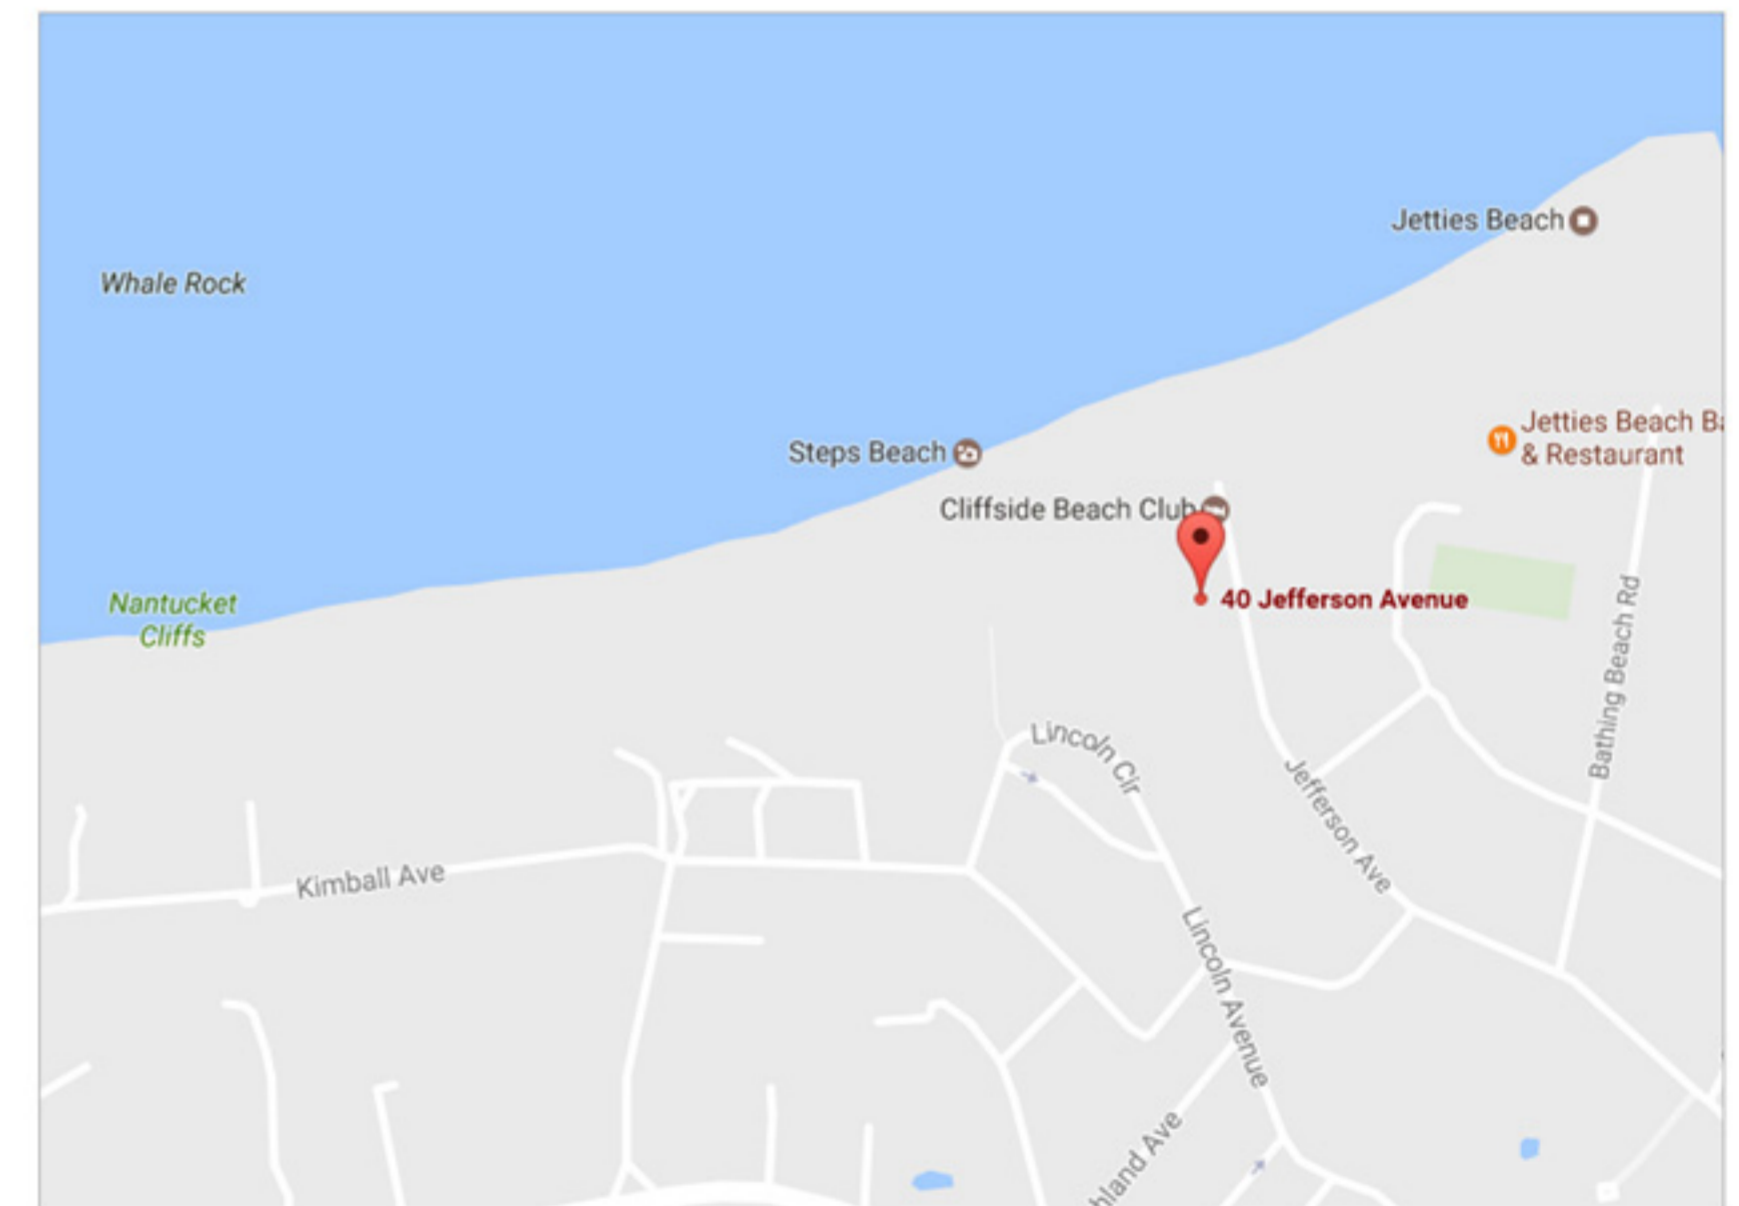 Jetties Beach
Whale Rock
Jetties Beach
& Restaurant
Steps Beach
Cliffside Beach Club
40 Jefferson Avenue
Nantucket
Cliffs
Bathing Beach Rd
Lincoln Cir
Jefferson Ave
Kimball Ave
Lincoln Avenue
Ave